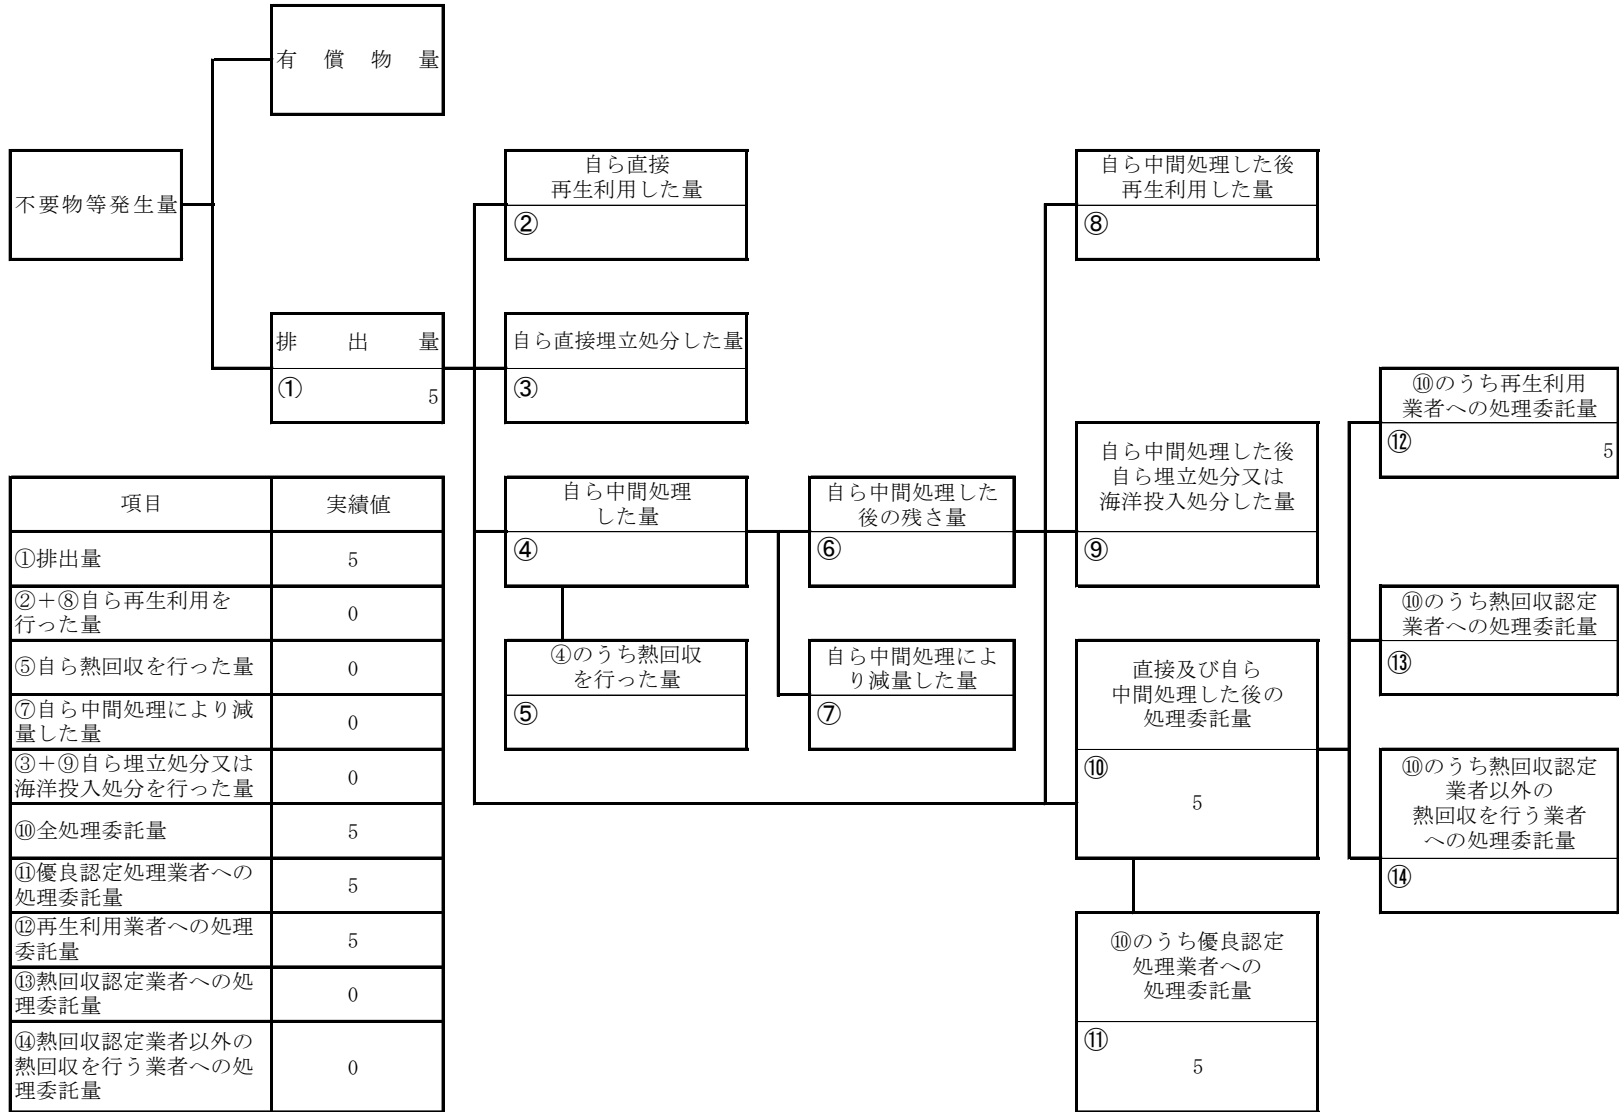 有償物量
不要物等発生量
排出量
①
5
自ら直接
再生利用した量
②
自ら直接埋立処分した量
③
自ら中間処理
した量
④
④のうち熱回収
を行った量
⑤
自ら中間処理した
後の残さ量
⑥
自ら中間処理によ
り減量した量
⑦
自ら中間処理した後
再生利用した量
⑧
自ら中間処理した後
自ら埋立処分又は
海洋投入処分した量
⑨
直接及び自ら
中間処理した後の
処理委託量
⑩
5
⑩のうち優良認定
処理業者への
処理委託量
⑪
5
⑩のうち再生利用
業者への処理委託量
⑫
5
⑩のうち熱回収認定
業者への処理委託量
⑬
⑩のうち熱回収認定
業者以外の
熱回収を行う業者
への処理委託量
⑭
項目 実績値
①排出量 5
②＋⑧自ら再生利用を
行った量 0
⑤自ら熱回収を行った量 0
⑦自ら中間処理により減
量した量 0
③＋⑨自ら埋立処分又は
海洋投入処分を行った量 0
⑩全処理委託量 5
⑪優良認定処理業者への
処理委託量 5
⑫再生利用業者への処理
委託量 5
⑬熱回収認定業者への処
理委託量 0
⑭熱回収認定業者以外の
熱回収を行う業者への処
理委託量 0